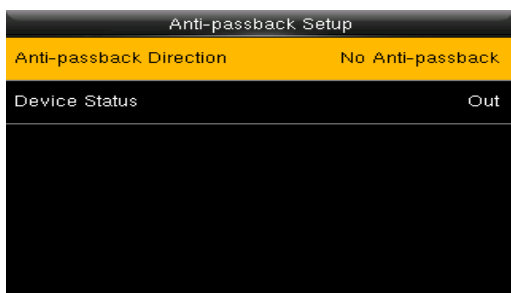 Anti-passback Setup
Anti-passback Direction No Anti-passback
Device Status Out